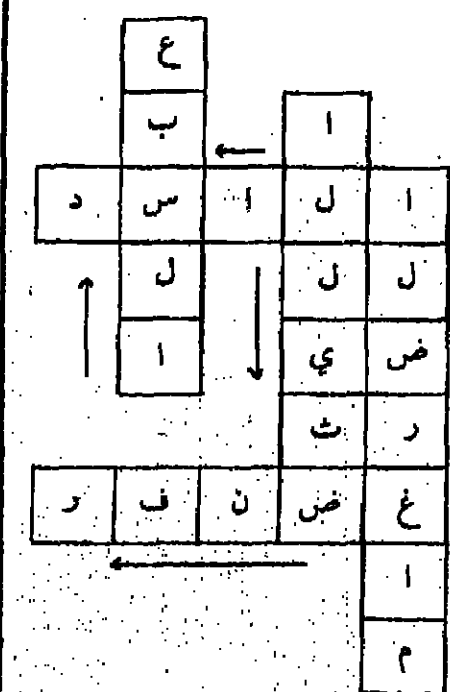 ع
ا ب
ا ل ا س د
ل ل ل
ض ي ا
ر ث
غ ض ن ف ر
ا
م